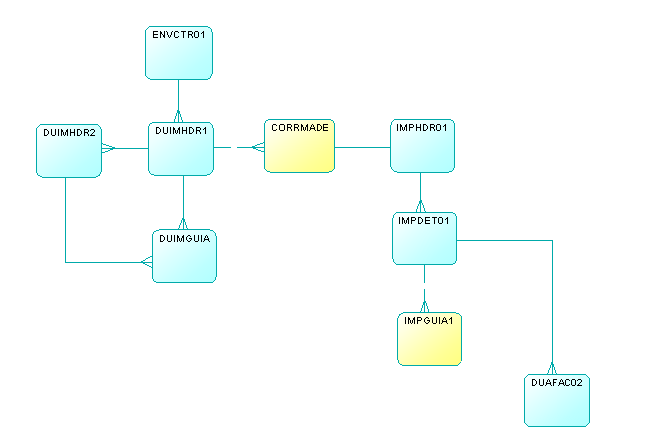 ENVCTR01
DUIMHDR2
DUIMHDR1
CORRMADE
IMPHDR01
IMPDET01
DUIMGUIA
IMPGUIA1
DUAFAC02